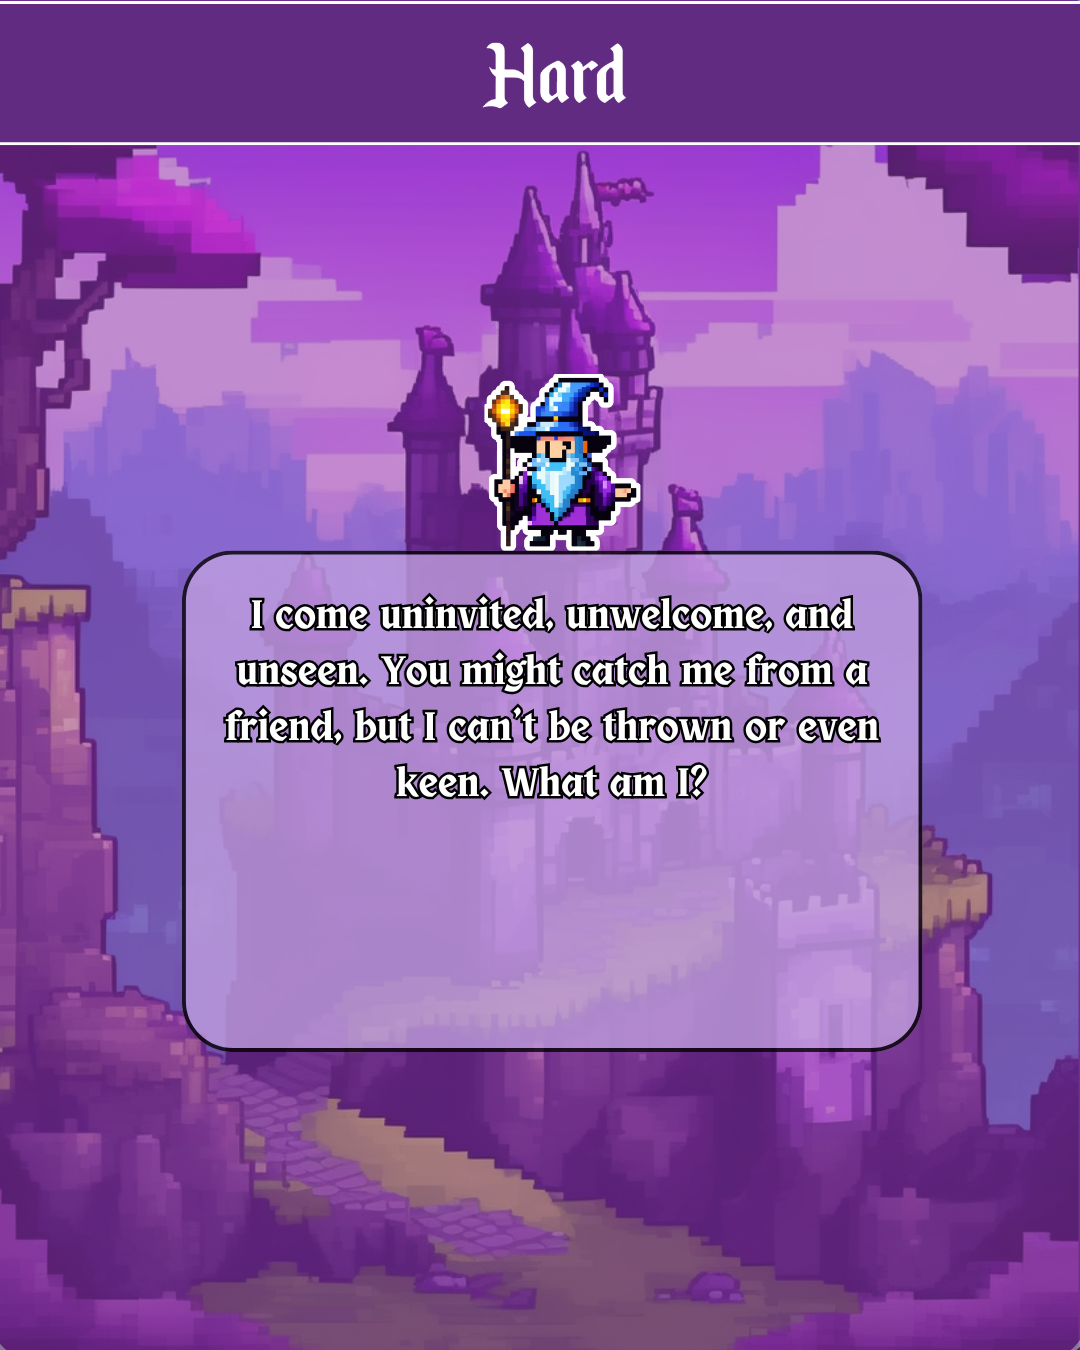 Hard
I come uninvited, unwelcome, and
unseen. You might catch me from a
friend, but I can't be thrown or even
keen. What am I?